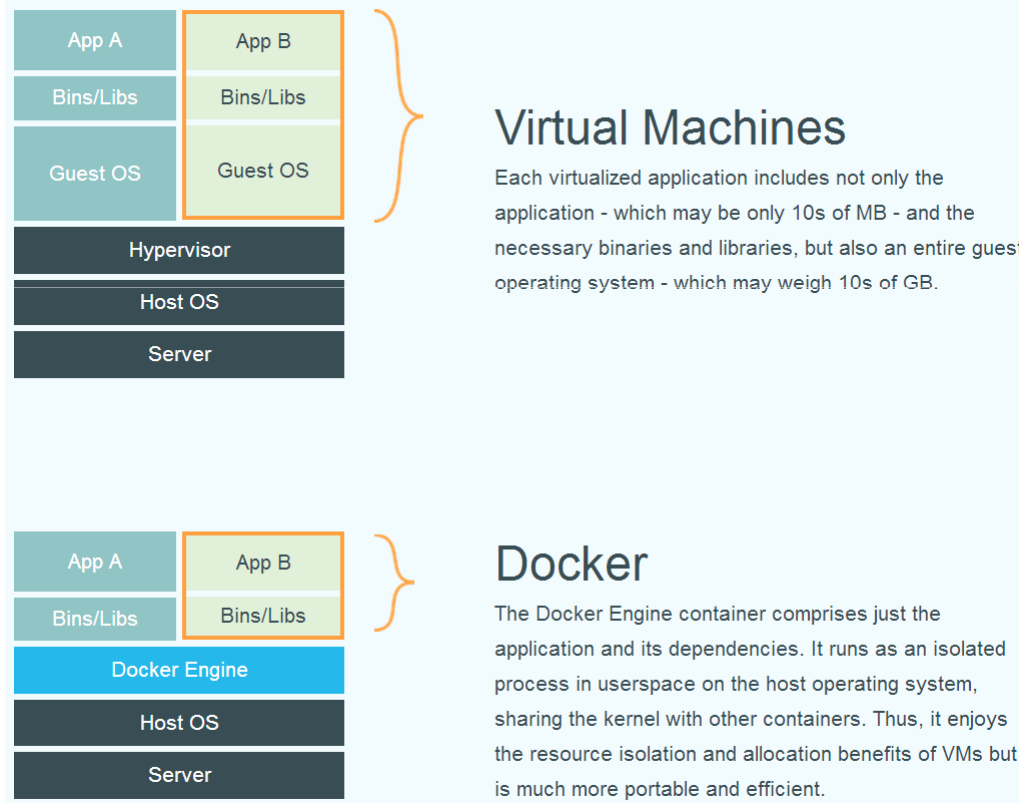 App A
App B
Bins/Libs
Bins/Libs
Guest OS
Guest OS
Hypervisor
Host OS
Server
Virtual Machines
Each virtualized application includes not only the
application - which may be only 10s of MB - and the
necessary binaries and libraries, but also an entire guest
operating system - which may weigh 10s of GB.
App A
App B
Bins/Libs
Bins/Libs
Docker Engine
Host OS
Server
Docker
The Docker Engine container comprises just the
application and its dependencies. It runs as an isolated
process in userspace on the host operating system,
sharing the kernel with other containers. Thus, it enjoys
the resource isolation and allocation benefits of VMs but
is much more portable and efficient.